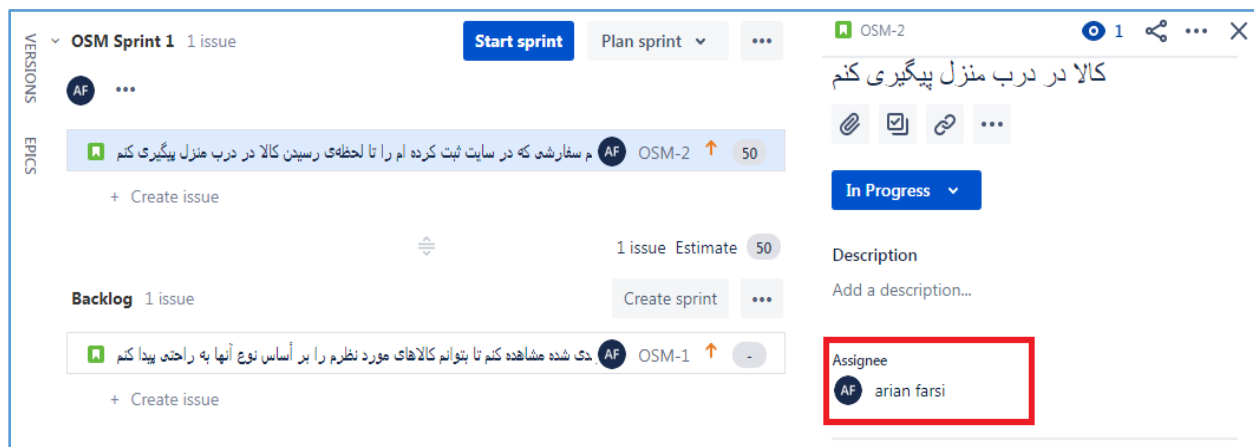 VERSIONS
EPICS
OSM Sprint 1 1 issue
Start sprint
Plan sprint
AF
م سفارشی که در سایت ثبت کرده ام را تا لحظه‌ی رسیدن کالا در درب منزل پیگیری کنم
AF OSM-2 50
+ Create issue
1 issue Estimate 50
Backlog 1 issue
Create sprint
دی شده مشاهده کنم تا بتوانم کالاهای مورد نظرم را بر أساس نوع آنها به راحتی پیدا کنم
AF OSM-1 -
+ Create issue
OSM-2 1
کالا در درب منزل پیگیری کنم
In Progress
Description
Add a description...
Assignee
AF arian farsi